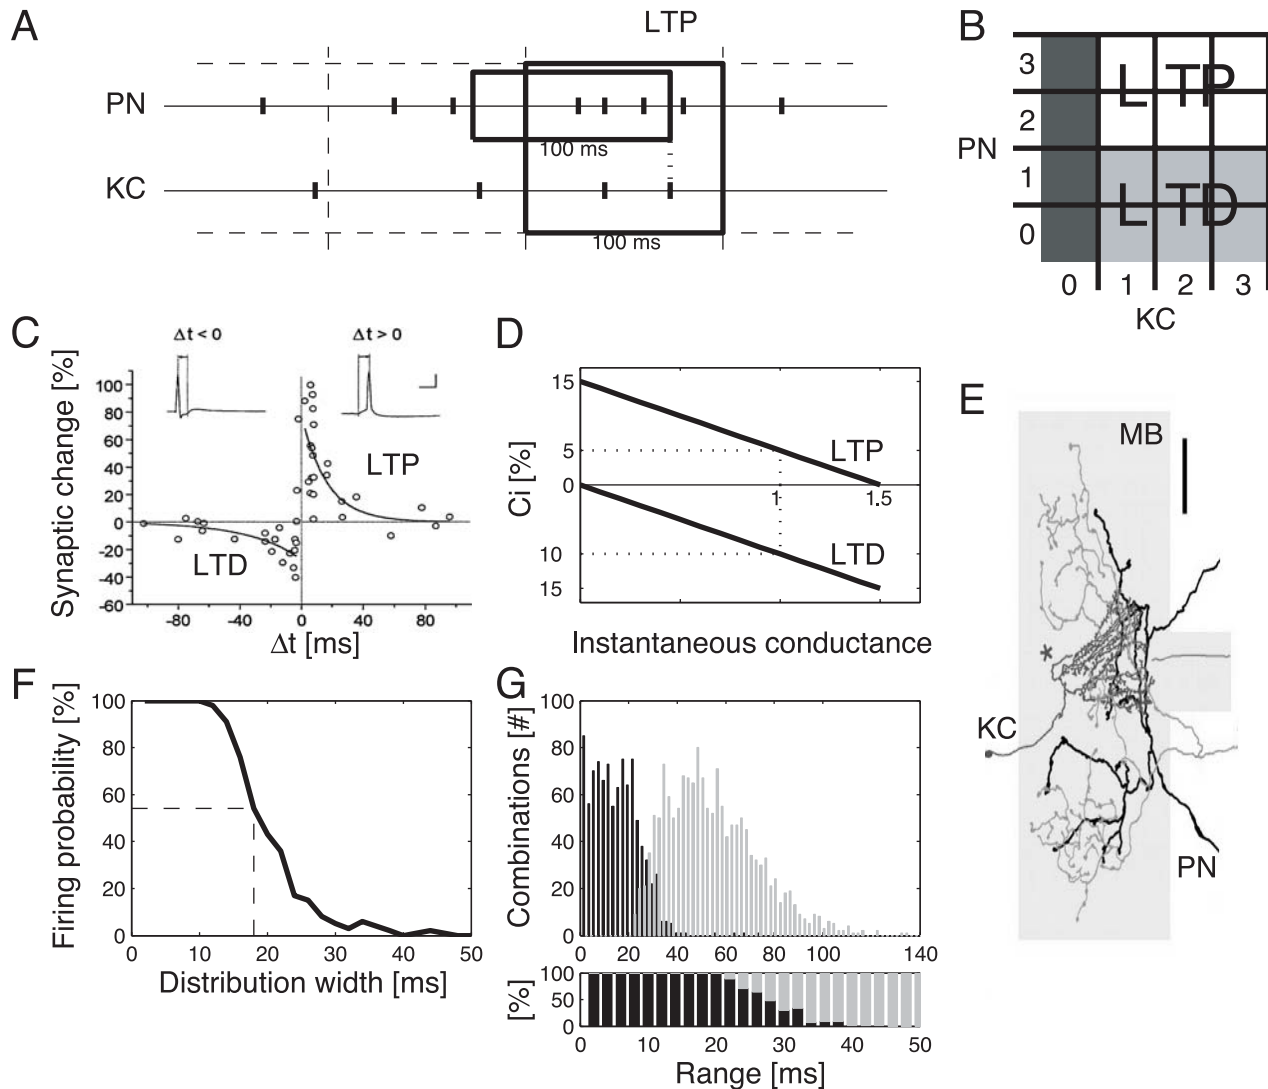 A
LTP
PN
100 ms
KC
100 ms
B
3
2
PN
1
0
LTP
LTD
0 1 2 3
KC
C
Δt < 0
Δt > 0
Synaptic change [%]
100
80
60
40
20
0
-20
-40
-60
LTP
LTD
-80 -40 0 40 80
Δt [ms]
D
Ci [%]
15
5
0
10
15
LTP
1
1.5
LTD
Instantaneous conductance
E
MB
*
KC
PN
F
Firing probability [%]
100
80
60
40
20
0
0 10 20 30 40 50
Distribution width [ms]
G
Combinations [#]
100
80
60
40
20
0
0 20 40 60 80 100 140
[%]
100
50
0
0 10 20 30 40 50
Range [ms]